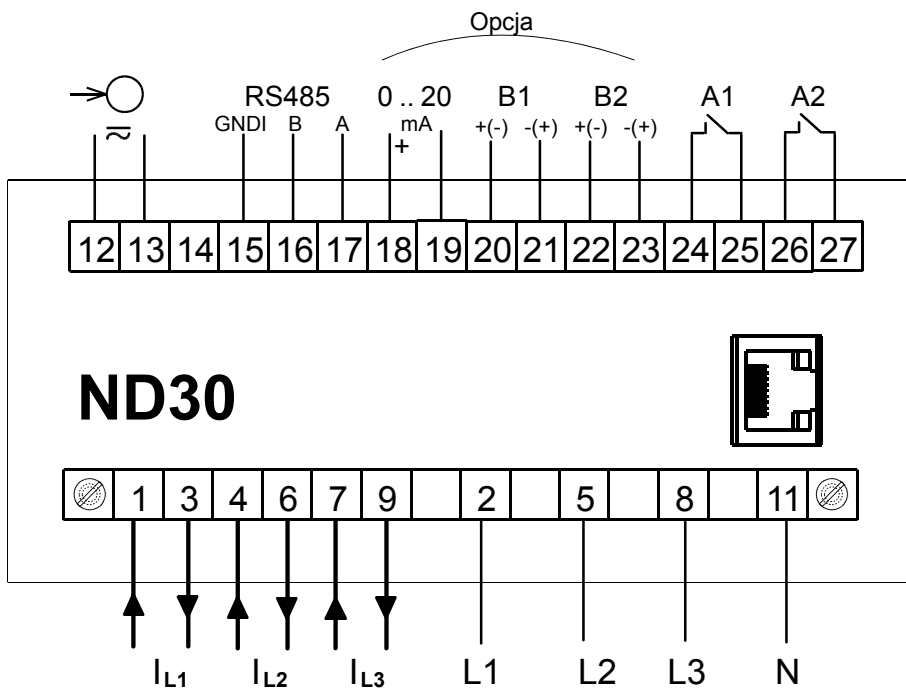 Opcja
RS485 0 .. 20 B1 B2 A1 A2
GNDI B A mA +(-) -(+) +(-) -(+)
+
12 13 14 15 16 17 18 19 20 21 22 23 24 25 26 27
ND30
1 3 4 6 7 9 2 5 8 11
IL1 IL2 IL3 L1 L2 L3 N